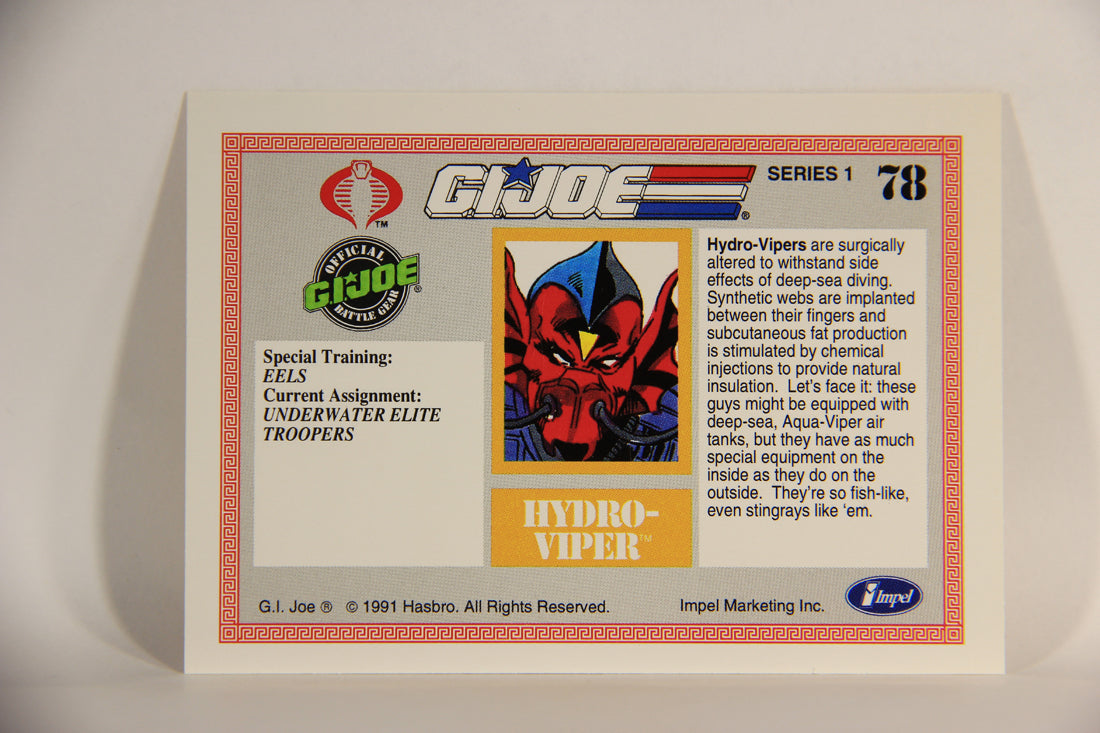 G.I.JOE ®
SERIES 1 78
TM
OFFICIAL
G.I.JOE ®
BATTLE GEAR
Special Training:
EELS
Current Assignment:
UNDERWATER ELITE
TROOPERS
HYDRO-
VIPER™
Hydro-Vipers are surgically
altered to withstand side
effects of deep-sea diving.
Synthetic webs are implanted
between their fingers and
subcutaneous fat production
is stimulated by chemical
injections to provide natural
insulation. Let's face it: these
guys might be equipped with
deep-sea, Aqua-Viper air
tanks, but they have as much
special equipment on the
inside as they do on the
outside. They're so fish-like,
even stingrays like ‘em.
G.I. Joe ® © 1991 Hasbro. All Rights Reserved.
Impel Marketing Inc.
Impel